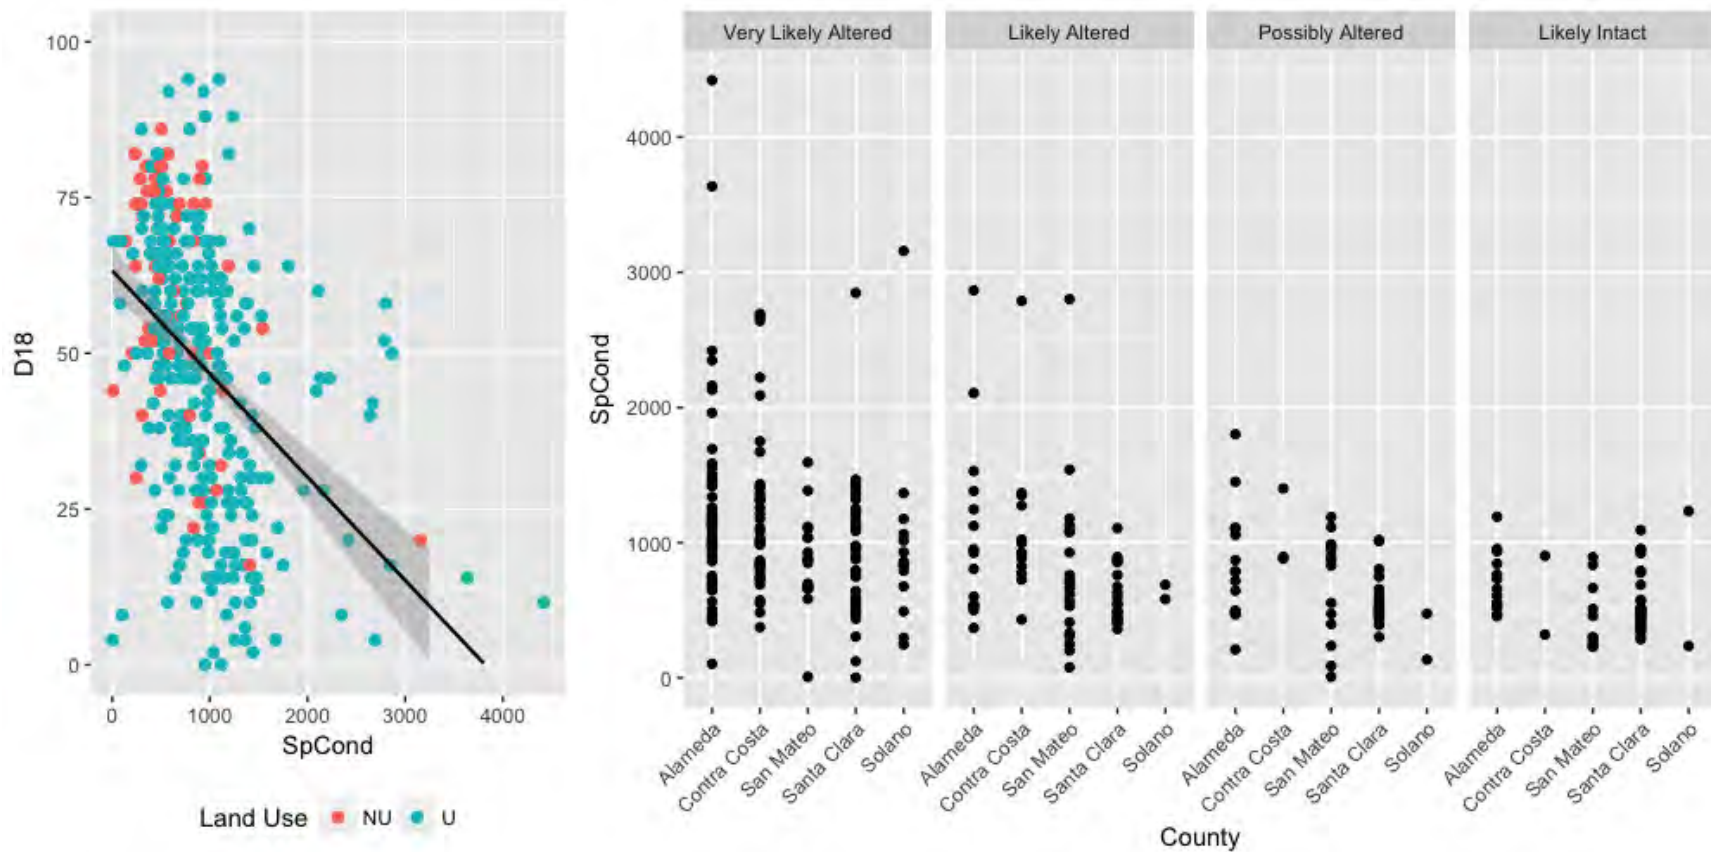 100
75
50
25
0
D18
0 1000 2000 3000 4000
SpCond
Land Use NU U
Very Likely Altered Likely Altered Possibly Altered Likely Intact
4000
3000
2000
1000
0
SpCond
Alameda Contra Costa San Mateo Santa Clara Solano Alameda Contra Costa San Mateo Santa Clara Solano Alameda Contra Costa San Mateo Santa Clara Solano Alameda Contra Costa San Mateo Santa Clara Solano
County